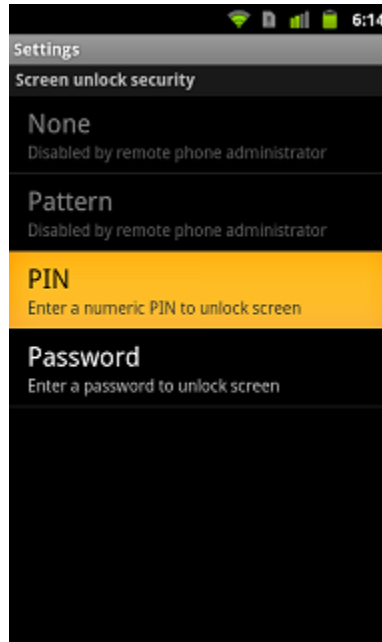 6:14
Settings
Screen unlock security
None
Disabled by remote phone administrator
Pattern
Disabled by remote phone administrator
PIN
Enter a numeric PIN to unlock screen
Password
Enter a password to unlock screen